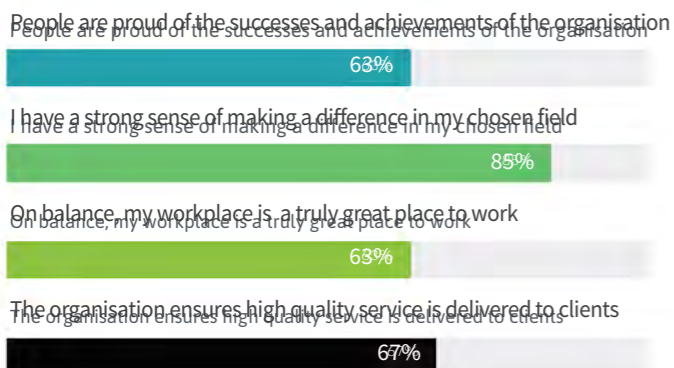 People are proud of the successes and achievements of the organisation
63%
I have a strong sense of making a difference in my chosen field
85%
On balance, my workplace is a truly great place to work
63%
The organisation ensures high quality service is delivered to clients
67%